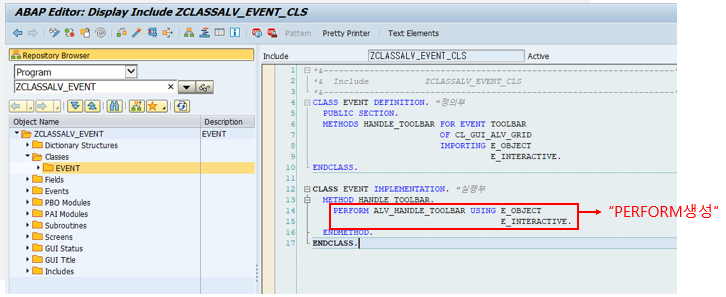 ABAP Editor: Display Include ZCLASSALV_EVENT_CLS
Pattern Pretty Printer Text Elements
Repository Browser
Program
ZCLASSALV_EVENT
Object Name Description
ZCLASSALV_EVENT EVENT
Dictionary Structures
Classes
EVENT
Fields
Events
PBO Modules
PAI Modules
Subroutines
Screens
GUI Status
GUI Title
Includes
Include ZCLASSALV_EVENT_CLS Active
1 *&---------------------------------------------------------------------*
2 *& Include ZCLASSALV_EVENT_CLS
3 *&---------------------------------------------------------------------*
4 CLASS EVENT DEFINITION. "정의부
5 PUBLIC SECTION.
6 METHODS HANDLE_TOOLBAR FOR EVENT TOOLBAR
7 OF CL_GUI_ALV_GRID
8 IMPORTING E_OBJECT
9 E_INTERACTIVE.
10 ENDCLASS.
11
12 CLASS EVENT IMPLEMENTATION. "실행부
13 METHOD HANDLE_TOOLBAR.
14 PERFORM ALV_HANDLE_TOOLBAR USING E_OBJECT
15 E_INTERACTIVE.
16 ENDMETHOD.
17 ENDCLASS.
"PERFORM생성"